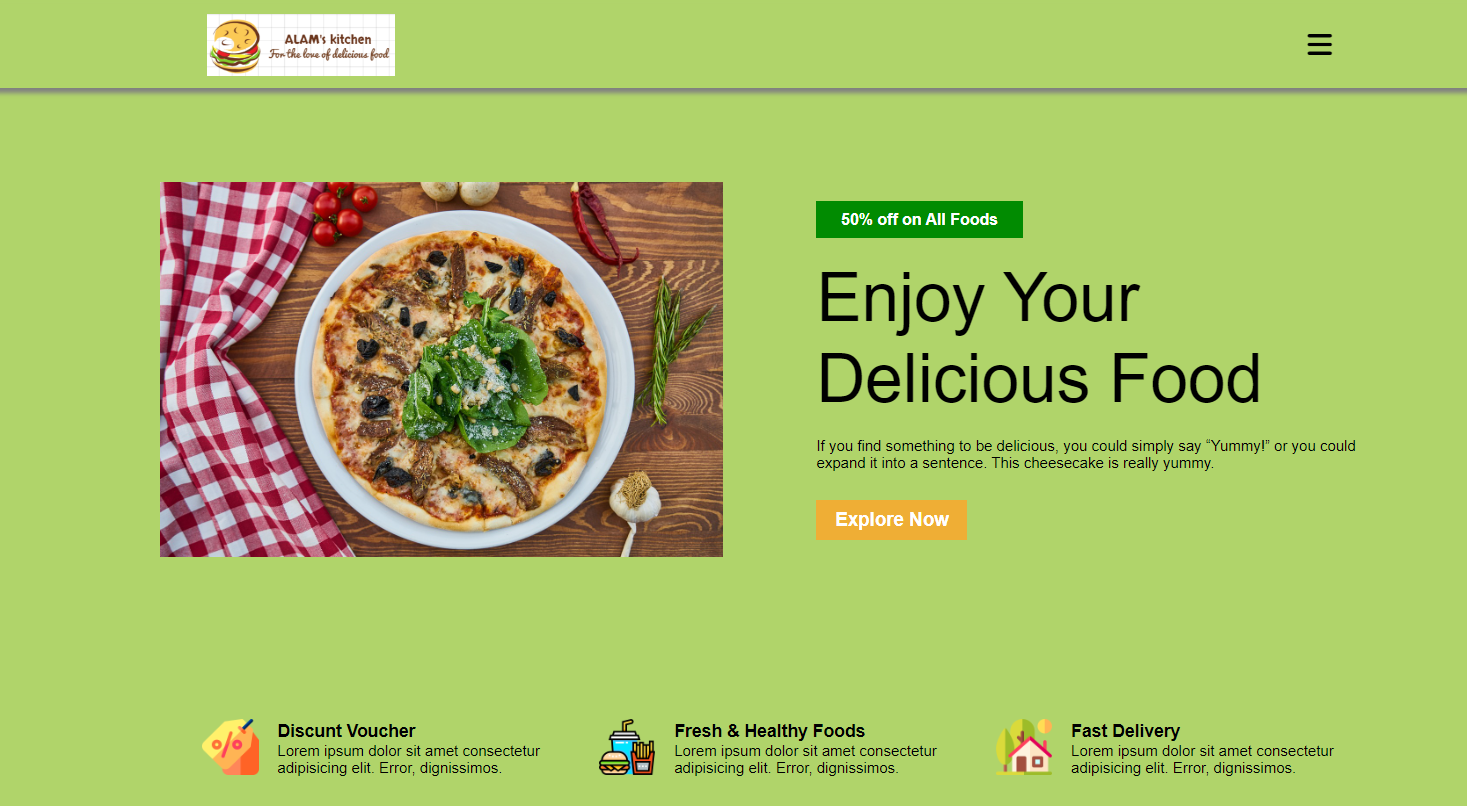 ALAM's kitchen
For the love of delicious food
50% off on All Foods
Enjoy Your
Delicious Food
If you find something to be delicious, you could simply say “Yummy!” or you could
expand it into a sentence. This cheesecake is really yummy.
Explore Now
Discunt Voucher
Lorem ipsum dolor sit amet consectetur
adipisicing elit. Error, dignissimos.
Fresh & Healthy Foods
Lorem ipsum dolor sit amet consectetur
adipisicing elit. Error, dignissimos.
Fast Delivery
Lorem ipsum dolor sit amet consectetur
adipisicing elit. Error, dignissimos.